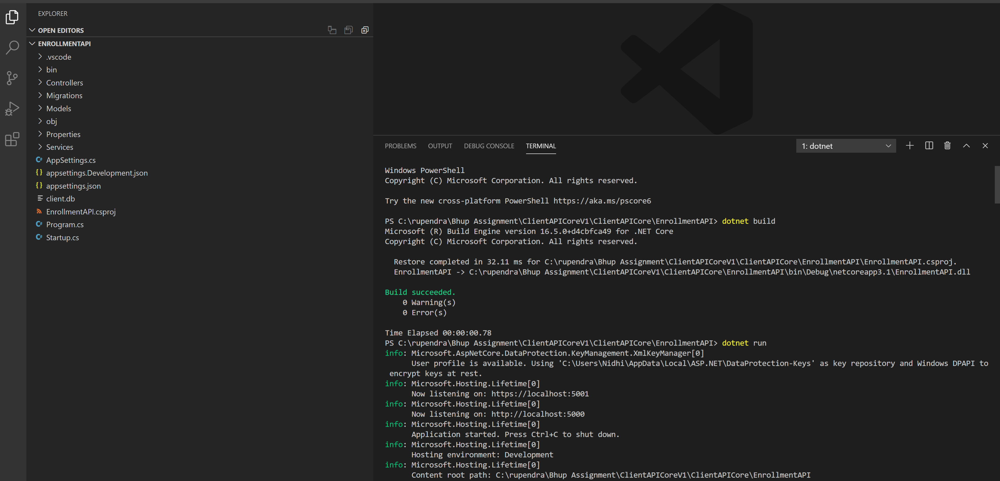 EXPLORER
OPEN EDITORS
ENROLLMENTAPI
.vscode
bin
Controllers
Migrations
Models
obj
Properties
Services
AppSettings.cs
appsettings.Development.json
appsettings.json
client.db
EnrollmentAPI.csproj
Program.cs
Startup.cs
PROBLEMS OUTPUT DEBUG CONSOLE TERMINAL 1: dotnet
Windows PowerShell
Copyright (C) Microsoft Corporation. All rights reserved.
Try the new cross-platform PowerShell https://aka.ms/pscore6
PS C:\rupendra\Bhup Assignment\ClientAPICoreV1\ClientAPICore\EnrollmentAPI> dotnet build
Microsoft (R) Build Engine version 16.5.0+d4cbfca49 for .NET Core
Copyright (C) Microsoft Corporation. All rights reserved.
Restore completed in 32.11 ms for C:\rupendra\Bhup Assignment\ClientAPICoreV1\ClientAPICore\EnrollmentAPI\EnrollmentAPI.csproj.
EnrollmentAPI -> C:\rupendra\Bhup Assignment\ClientAPICoreV1\ClientAPICore\EnrollmentAPI\bin\Debug\netcoreapp3.1\EnrollmentAPI.dll
Build succeeded.
0 Warning(s)
0 Error(s)
Time Elapsed 00:00:00.78
PS C:\rupendra\Bhup Assignment\ClientAPICoreV1\ClientAPICore\EnrollmentAPI> dotnet run
info: Microsoft.AspNetCore.DataProtection.KeyManagement.XmlKeyManager[0]
User profile is available. Using 'C:\Users\Nidhi\AppData\Local\ASP.NET\DataProtection-Keys' as key repository and Windows DPAPI to
encrypt keys at rest.
info: Microsoft.Hosting.Lifetime[0]
Now listening on: https://localhost:5001
info: Microsoft.Hosting.Lifetime[0]
Now listening on: http://localhost:5000
info: Microsoft.Hosting.Lifetime[0]
Application started. Press Ctrl+C to shut down.
info: Microsoft.Hosting.Lifetime[0]
Hosting environment: Development
info: Microsoft.Hosting.Lifetime[0]
Content root path: C:\rupendra\Bhup Assignment\ClientAPICoreV1\ClientAPICore\EnrollmentAPI